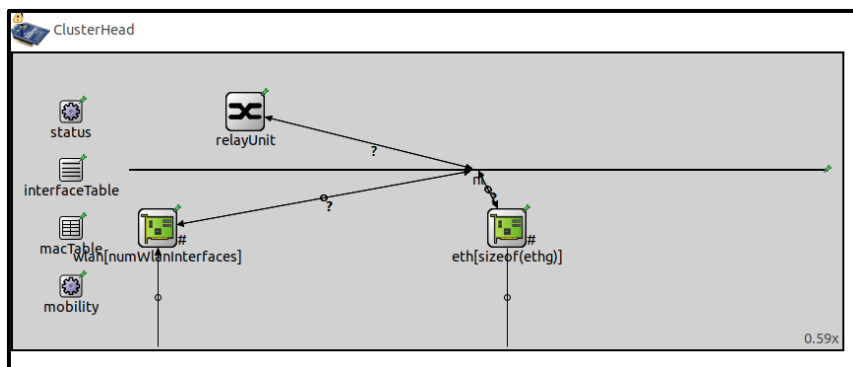 ClusterHead
status
relayUnit
?
interfaceTable
?
?
macTable
#
#
wlan[numWlanInterfaces]
eth[sizeof(ethg)]
mobility
0.59x